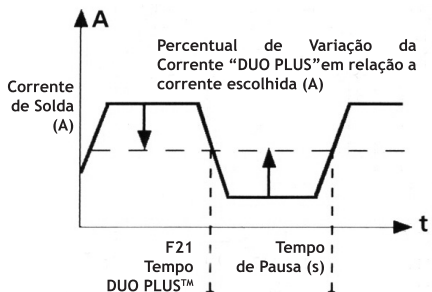 A
Percentual de Variação da
Corrente “DUO PLUS”em relação a
corrente escolhida (A)
Corrente
de Solda
(A)
t
F21
Tempo
DUO PLUS™
Tempo
de Pausa (s)